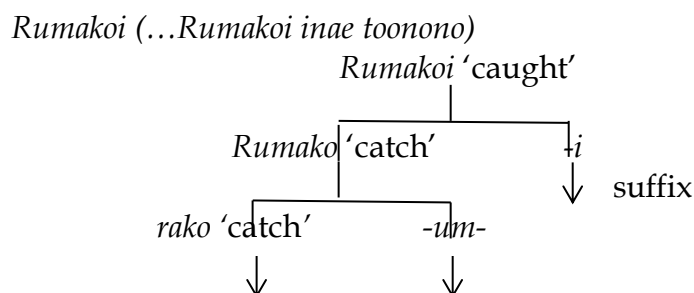 Rumakoi (…Rumakoi inae toonono)
Rumakoi ‘caught’
Rumako ‘catch’ -i
suffix
rako ‘catch’ -um-